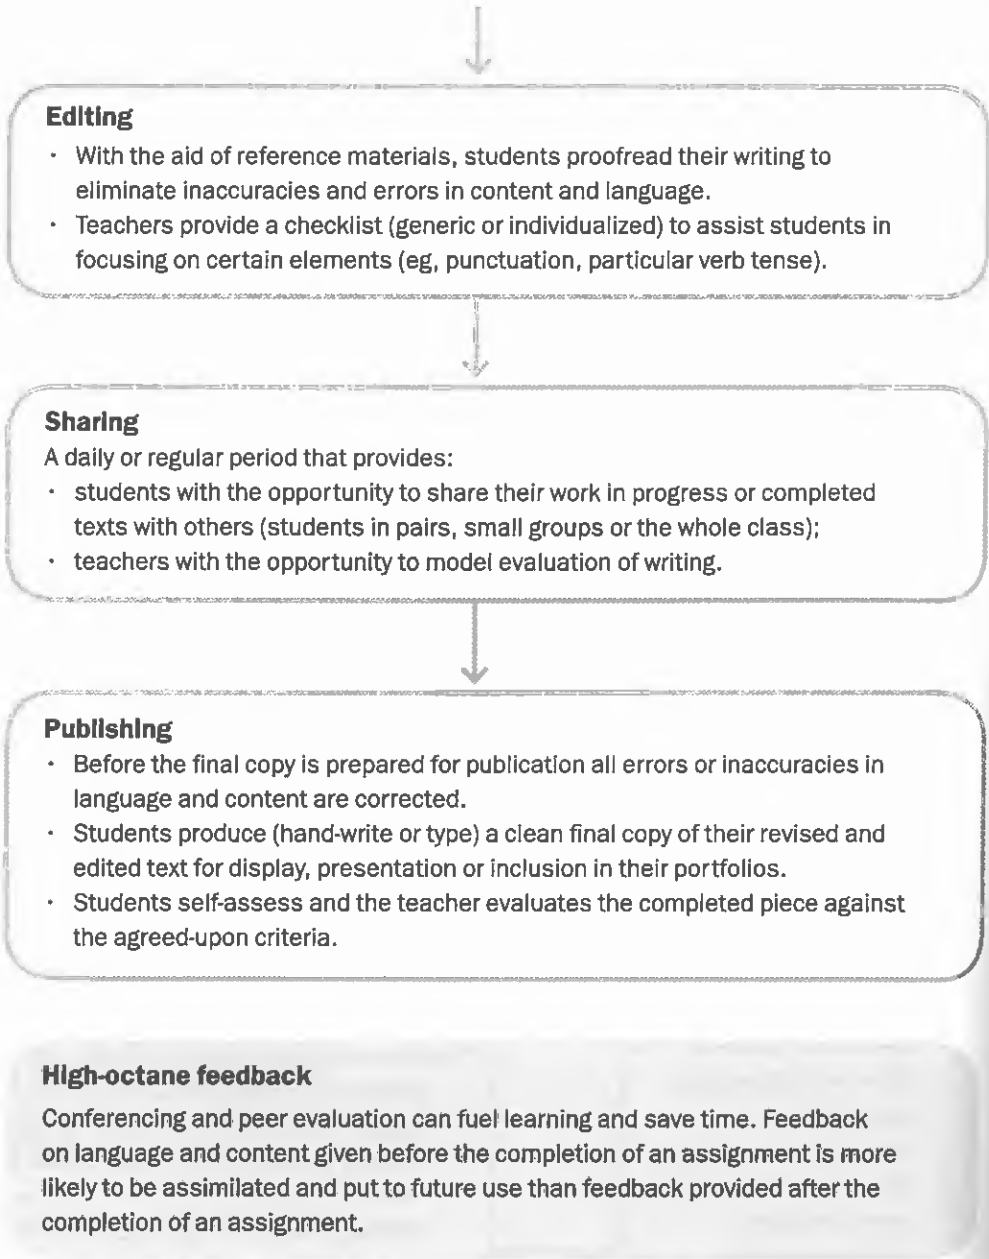 Editing
· With the aid of reference materials, students proofread their writing to
eliminate inaccuracies and errors in content and language.
· Teachers provide a checklist (generic or individualized) to assist students in
focusing on certain elements (eg, punctuation, particular verb tense).
Sharing
A daily or regular period that provides:
· students with the opportunity to share their work in progress or completed
texts with others (students in pairs, small groups or the whole class);
· teachers with the opportunity to model evaluation of writing.
Publishing
· Before the final copy is prepared for publication all errors or inaccuracies in
language and content are corrected.
· Students produce (hand-write or type) a clean final copy of their revised and
edited text for display, presentation or inclusion in their portfolios.
· Students self-assess and the teacher evaluates the completed piece against
the agreed-upon criteria.
High-octane feedback
Conferencing and peer evaluation can fuel learning and save time. Feedback
on language and content given before the completion of an assignment is more
likely to be assimilated and put to future use than feedback provided after the
completion of an assignment.